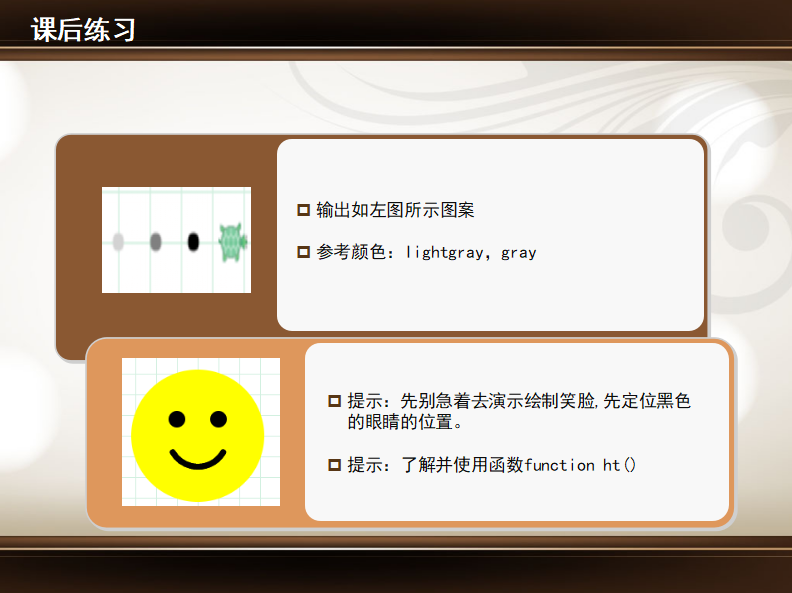 课后练习
输出如左图所示图案
参考颜色：lightgray，gray
提示：先别急着去演示绘制笑脸,先定位黑色
的眼睛的位置。
提示：了解并使用函数function ht()